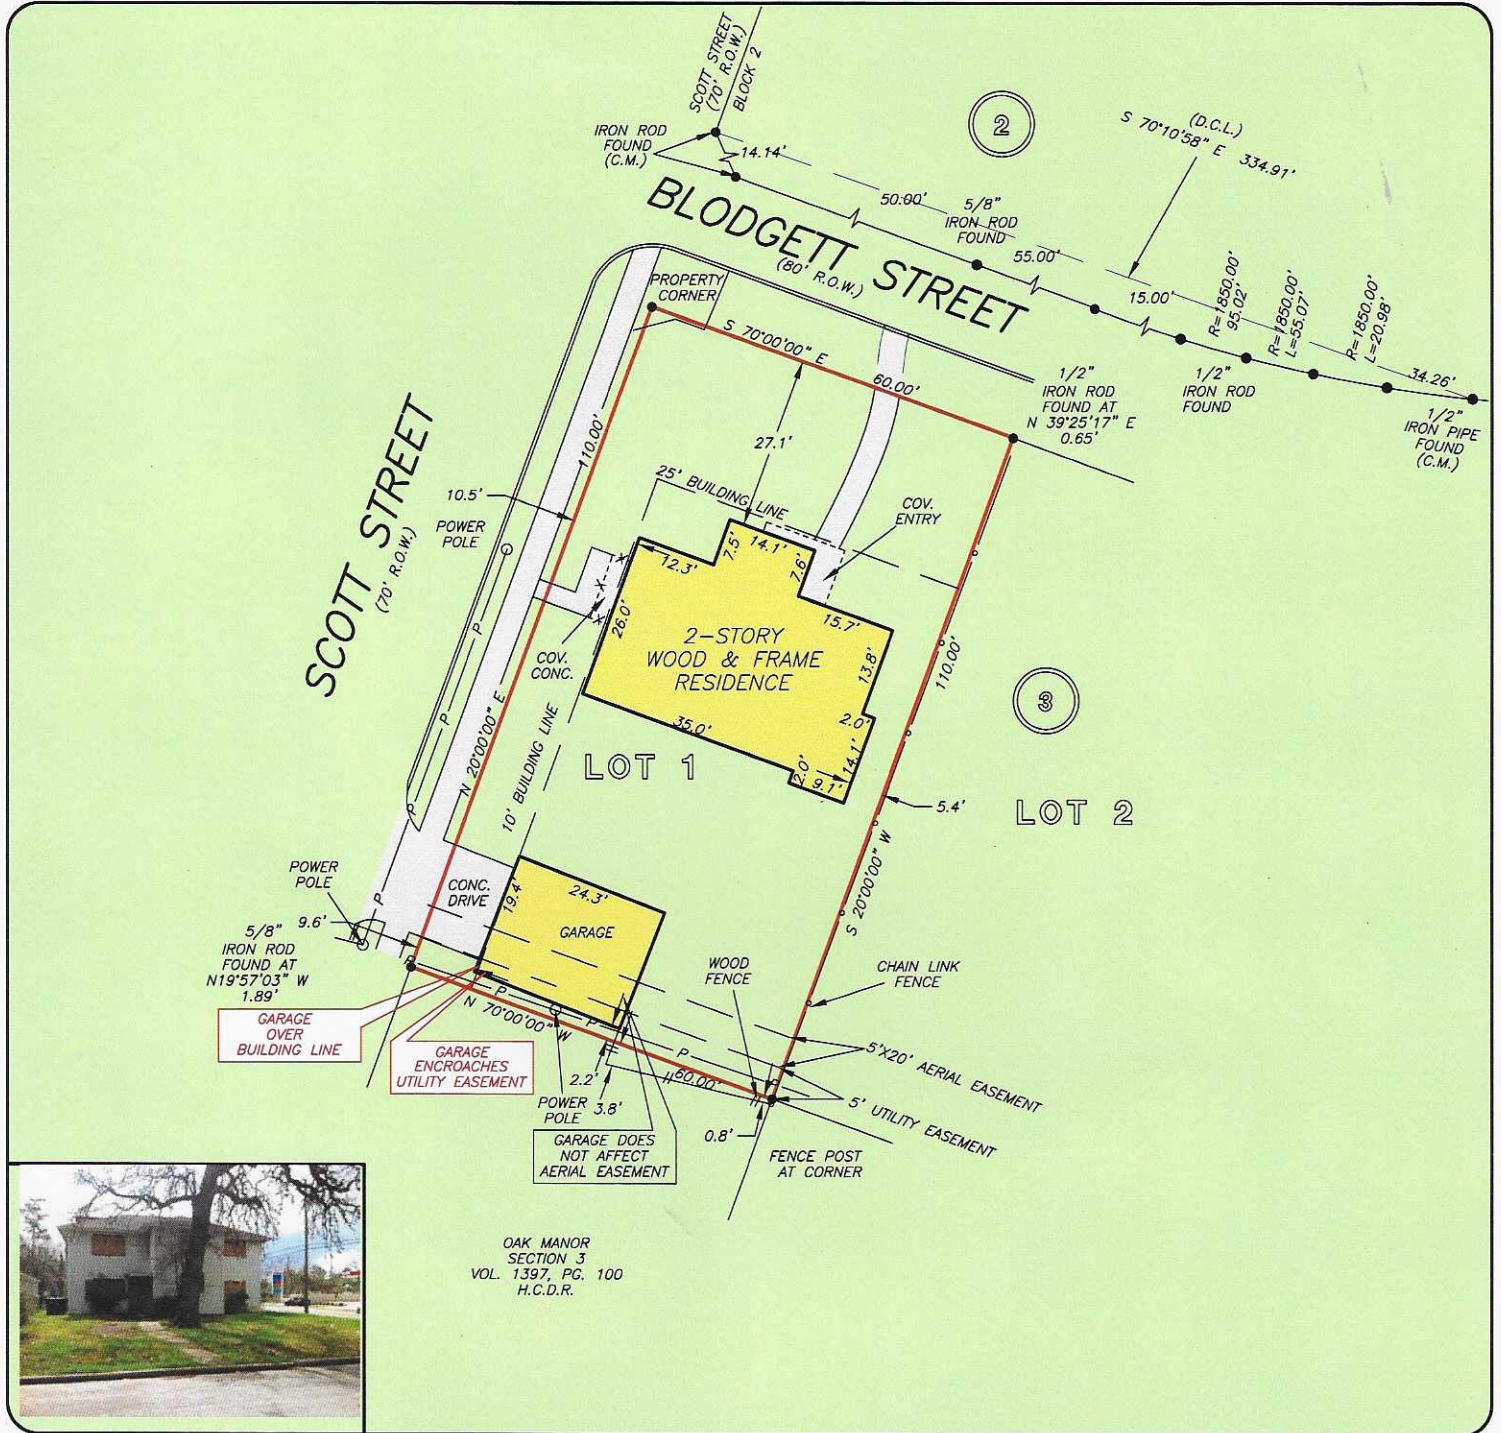 SCOTT STREET
(70' R.O.W.)
BLOCK 2
2
(D.C.L.)
S 70°10'58" E 334.91'
IRON ROD
FOUND
(C.M.)
14.14'
50.00'
5/8"
IRON ROD
FOUND
55.00'
15.00'
R=1850.00'
95.02'
R=1850.00'
L=55.07'
R=1850.00'
L=20.98'
34.26'
BLODGETT STREET
(80' R.O.W.)
PROPERTY
CORNER
S 70°00'00" E
60.00'
1/2"
IRON ROD
FOUND AT
N 39°25'17" E
0.65'
1/2"
IRON ROD
FOUND
1/2"
IRON PIPE
FOUND
(C.M.)
SCOTT STREET
(70' R.O.W.)
110.00'
27.1'
10.5'
POWER
POLE
25' BUILDING LINE
COV.
ENTRY
12.3'
7.5'
14.1'
7.6'
15.7'
X
X
X
26.0'
2-STORY
WOOD & FRAME
RESIDENCE
13.8'
110.00'
COV.
CONC.
3
P
P
P
P
P
N 20°00'00" E
10' BUILDING LINE
35.0'
2.0'
14.1'
2.0'
9.1'
LOT 1
5.4'
LOT 2
S 20°00'00" W
POWER
POLE
9.6'
CONC.
DRIVE
19.4'
24.3'
GARAGE
5/8"
IRON ROD
FOUND AT
N19°57'03" W
1.89'
WOOD
FENCE
CHAIN LINK
FENCE
P
P
P
P
N 70°00'00" W
GARAGE
OVER
BUILDING LINE
GARAGE
ENCROACHES
UTILITY EASEMENT
2.2'
60.00'
POWER
POLE
3.8'
0.8'
5'X20' AERIAL EASEMENT
5' UTILITY EASEMENT
GARAGE DOES
NOT AFFECT
AERIAL EASEMENT
FENCE POST
AT CORNER
OAK MANOR
SECTION 3
VOL. 1397, PG. 100
H.C.D.R.